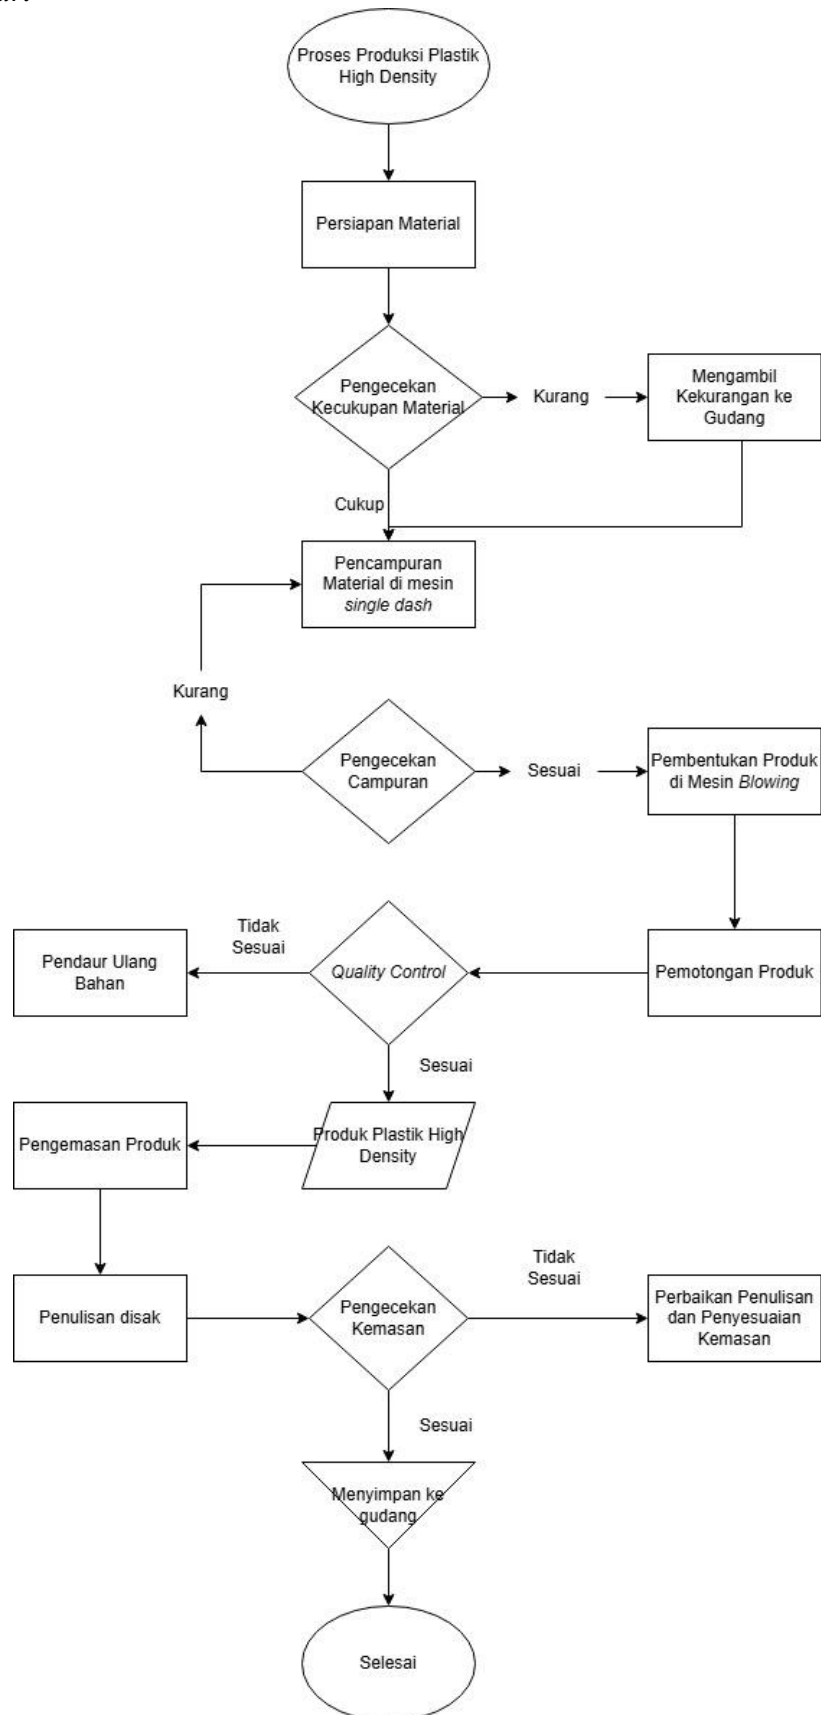 Proses Produksi Plastik
High Density
Persiapan Material
Pengecekan
Kecukupan Material
Kurang
Mengambil
Kekurangan ke
Gudang
Cukup
Pencampuran
Material di mesin
single dash
Kurang
Pengecekan
Campuran
Sesuai
Pembentukan Produk
di Mesin Blowing
Pendaur Ulang
Bahan
Tidak
Sesuai
Quality Control
Pemotongan Produk
Sesuai
Pengemasan Produk
Produk Plastik High
Density
Penulisan disak
Pengecekan
Kemasan
Tidak
Sesuai
Perbaikan Penulisan
dan Penyesuaian
Kemasan
Sesuai
Menyimpan ke
gudang
Selesai